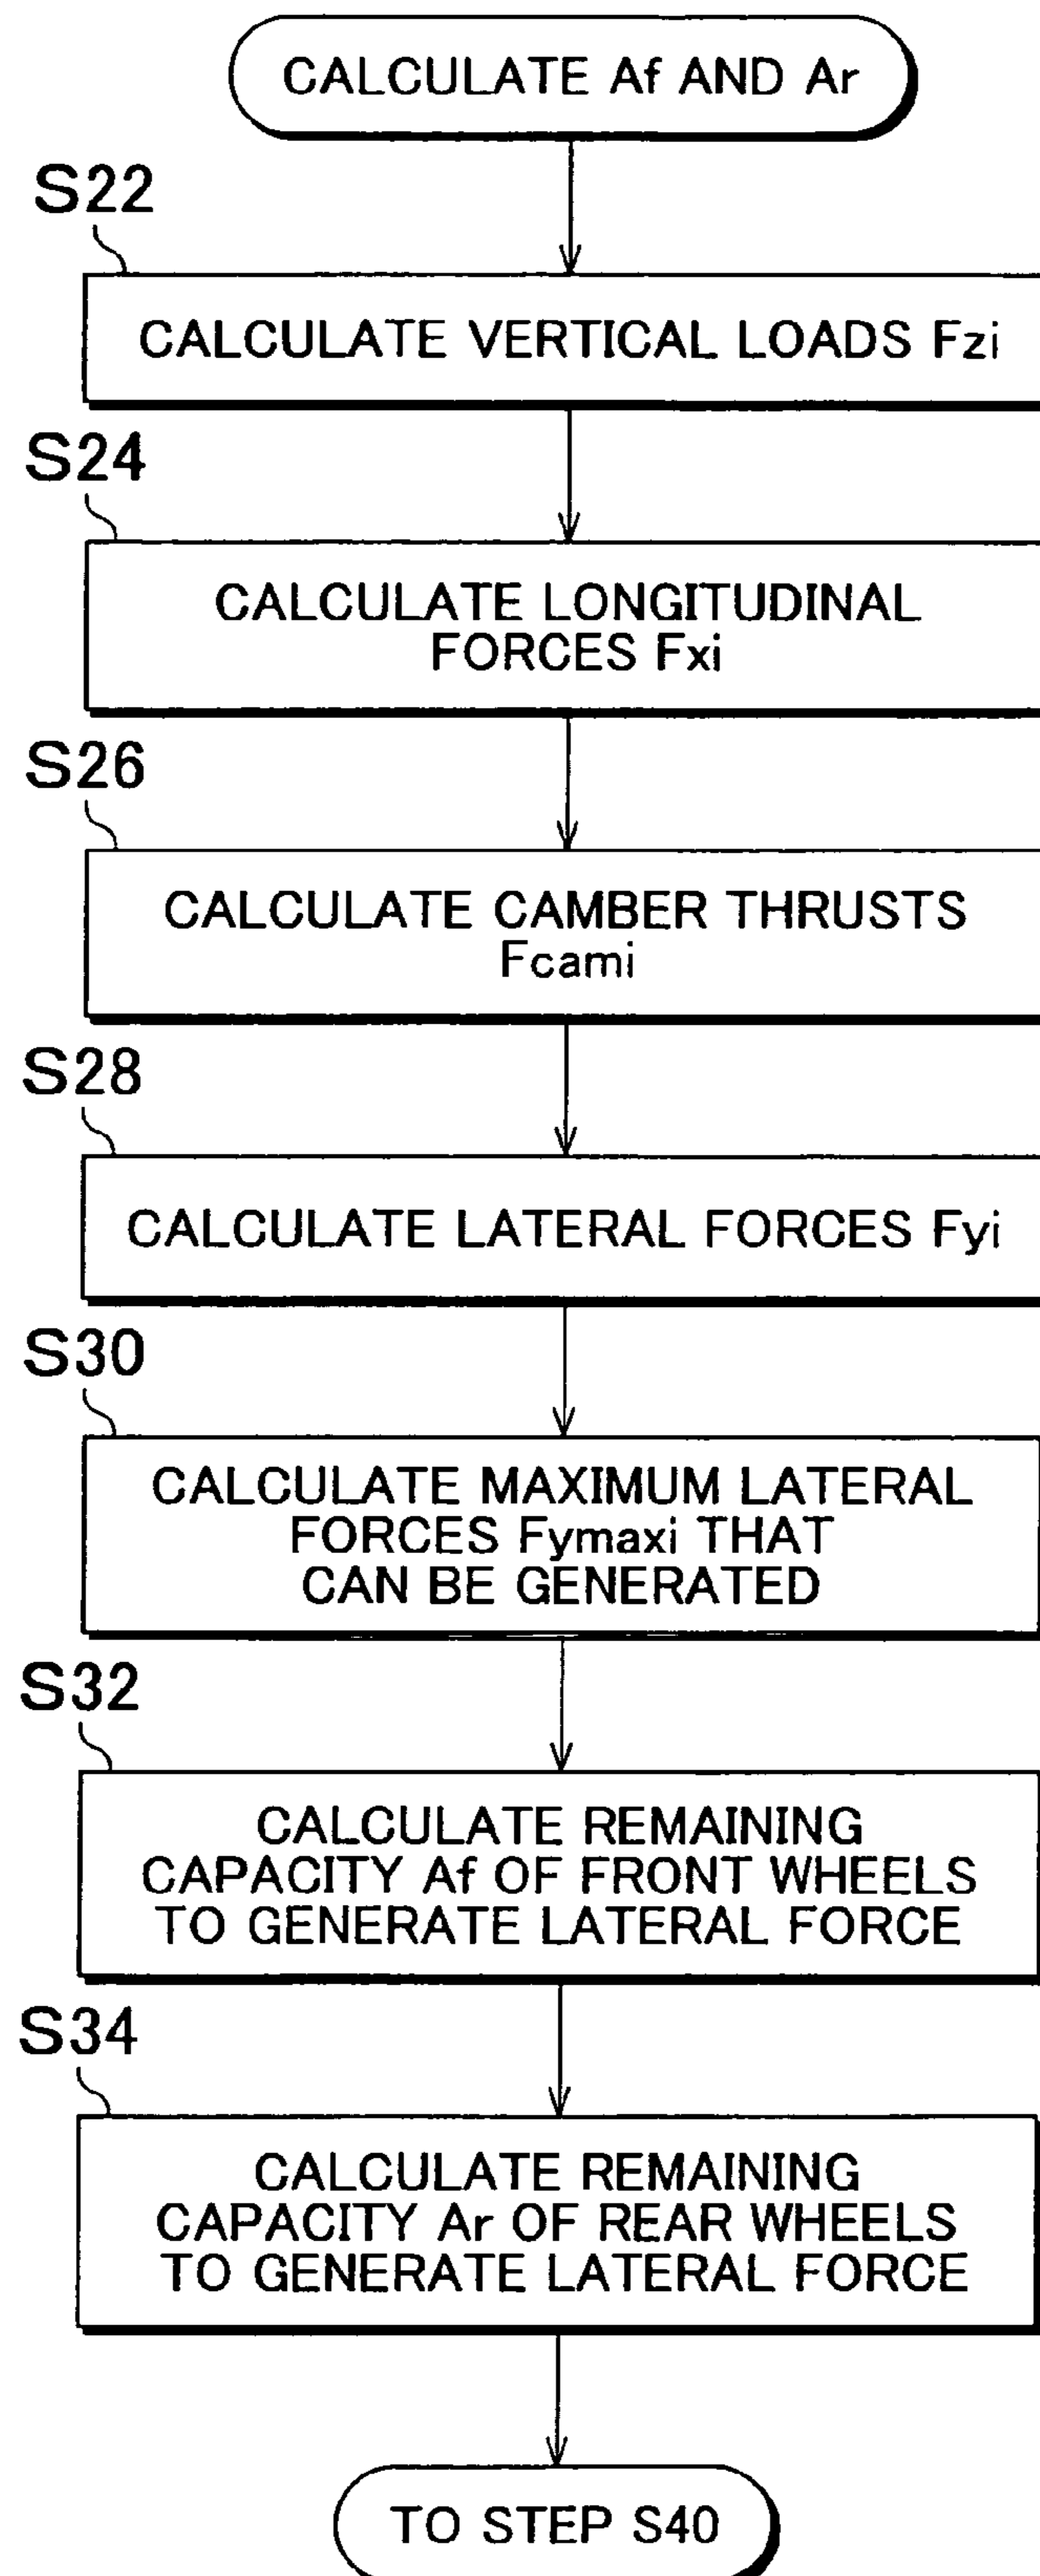 CALCULATE Af AND Ar
S22
CALCULATE VERTICAL LOADS Fzi
S24
CALCULATE LONGITUDINAL
FORCES Fxi
S26
CALCULATE CAMBER THRUSTS
Fcami
S28
CALCULATE LATERAL FORCES Fyi
S30
CALCULATE MAXIMUM LATERAL
FORCES Fymaxi THAT
CAN BE GENERATED
S32
CALCULATE REMAINING
CAPACITY Af OF FRONT WHEELS
TO GENERATE LATERAL FORCE
S34
CALCULATE REMAINING
CAPACITY Ar OF REAR WHEELS
TO GENERATE LATERAL FORCE
TO STEP S40